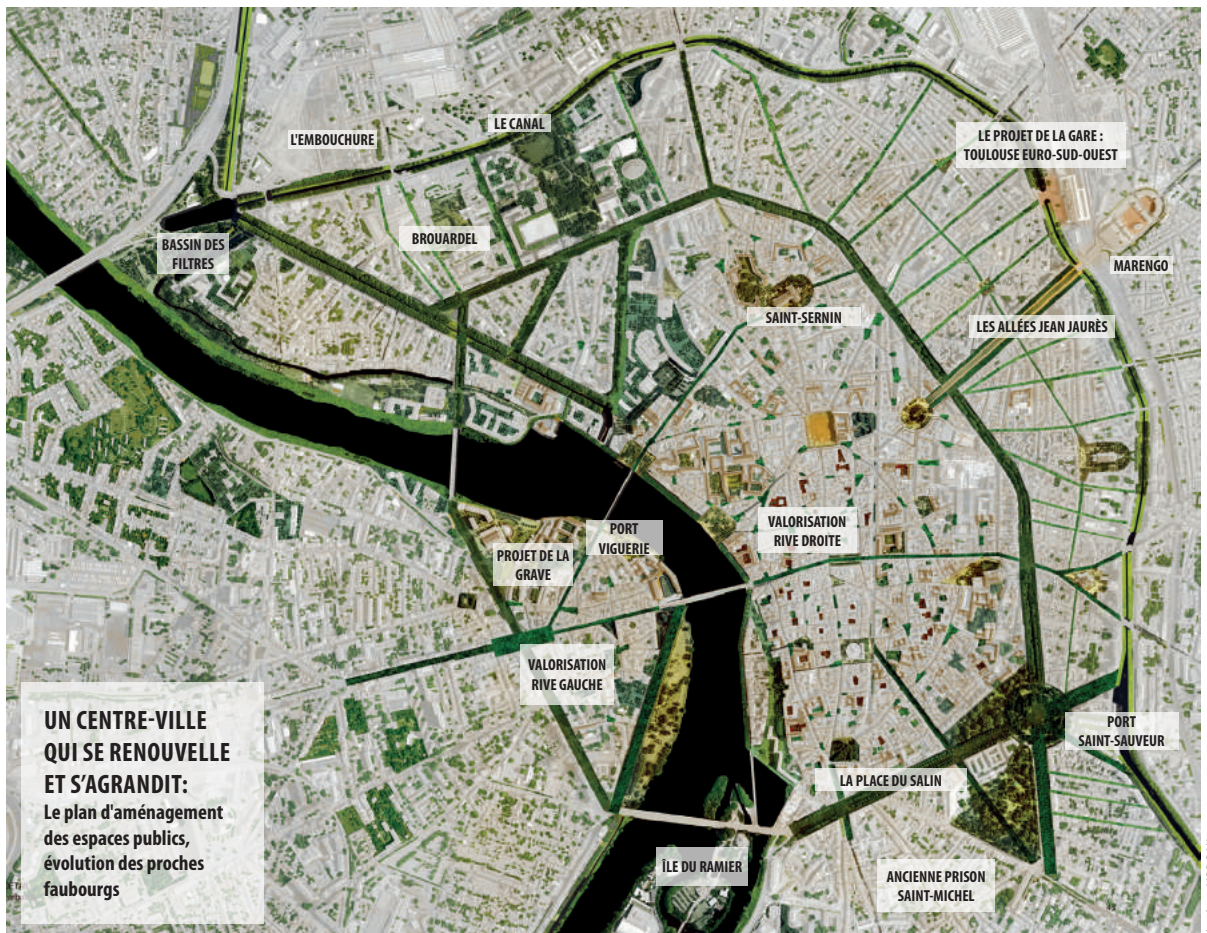 L'EMBOUCHURE
LE CANAL
LE PROJET DE LA GARE :
TOULOUSE EURO-SUD-OUEST
BASSIN DES
FILTRES
BROUARDEL
MARENGO
SAINT-SERNIN
LES ALLÉES JEAN JAURÈS
PORT
VIGUERIE
VALORISATION
RIVE DROITE
PROJET DE LA
GRAVE
VALORISATION
RIVE GAUCHE
PORT
SAINT-SAUVEUR
LA PLACE DU SALIN
ÎLE DU RAMIER
ANCIENNE PRISON
SAINT-MICHEL
UN CENTRE-VILLE
QUI SE RENOUVELLE
ET S'AGRANDIT:
Le plan d'aménagement
des espaces publics,
évolution des proches
faubourgs